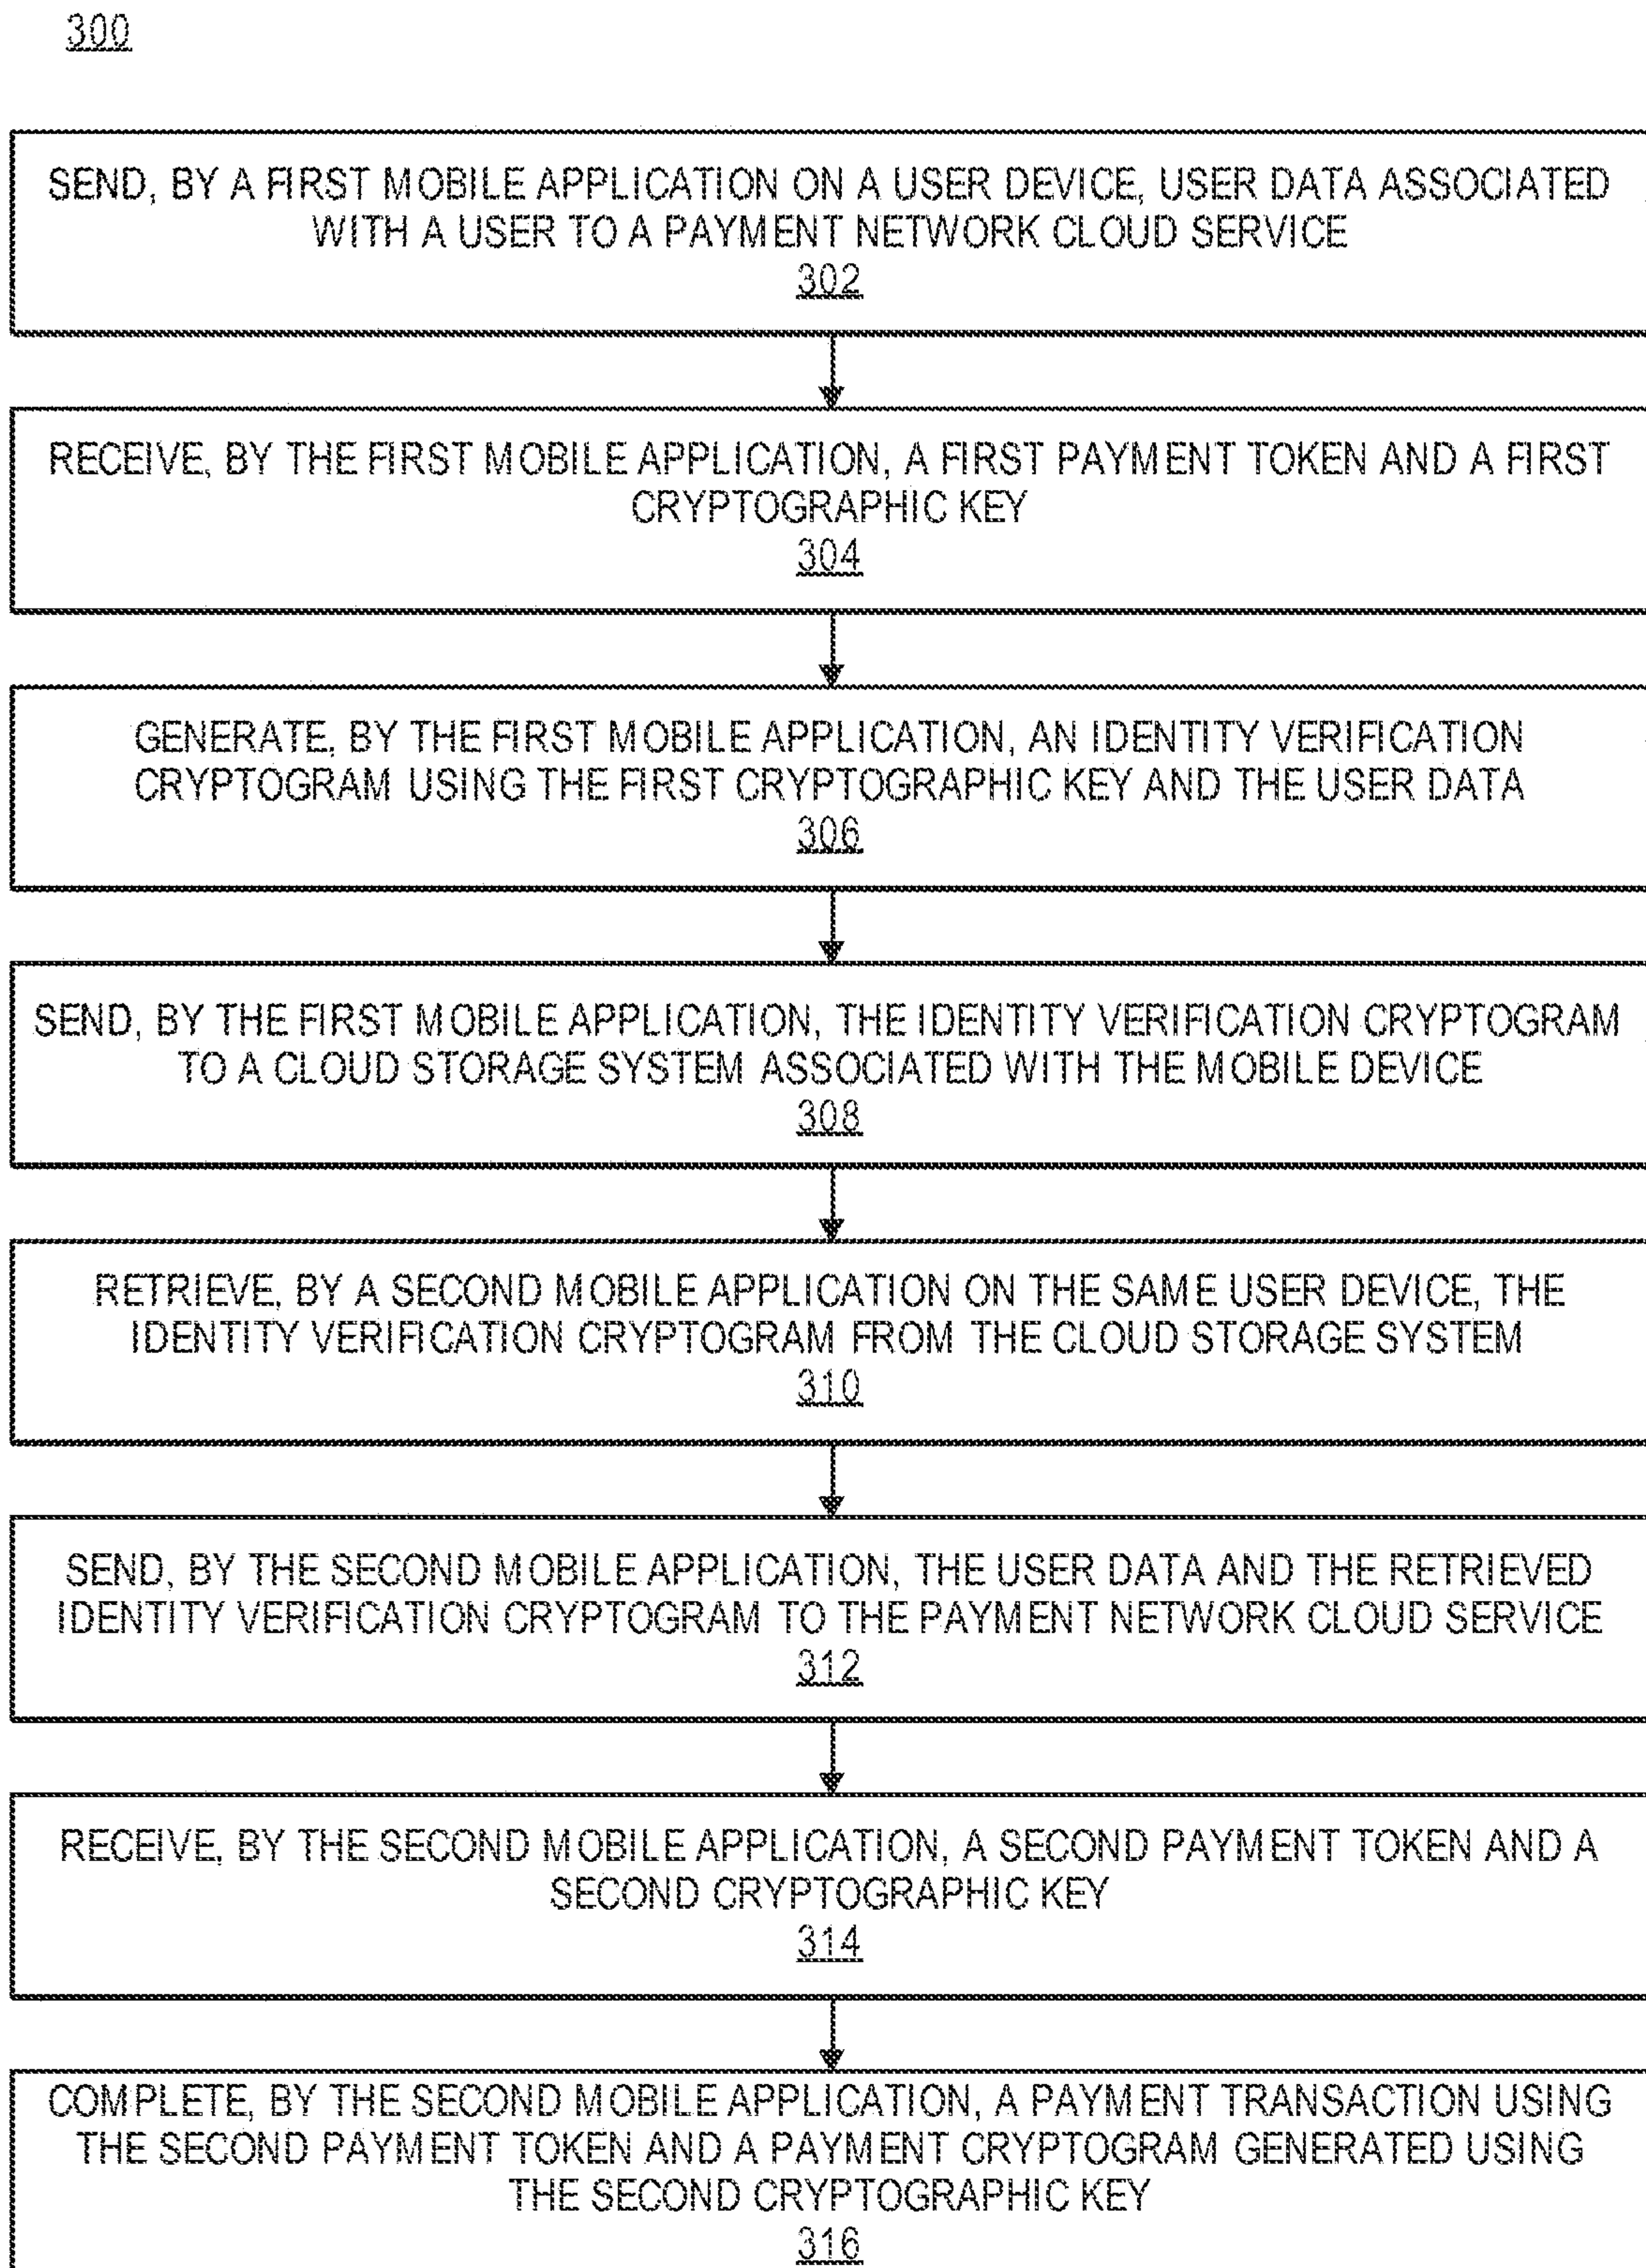 300
SEND, BY A FIRST MOBILE APPLICATION ON A USER DEVICE, USER DATA ASSOCIATED
WITH A USER TO A PAYMENT NETWORK CLOUD SERVICE
302
RECEIVE, BY THE FIRST MOBILE APPLICATION, A FIRST PAYMENT TOKEN AND A FIRST
CRYPTOGRAPHIC KEY
304
GENERATE, BY THE FIRST MOBILE APPLICATION, AN IDENTITY VERIFICATION
CRYPTOGRAM USING THE FIRST CRYPTOGRAPHIC KEY AND THE USER DATA
306
SEND, BY THE FIRST MOBILE APPLICATION, THE IDENTITY VERIFICATION CRYPTOGRAM
TO A CLOUD STORAGE SYSTEM ASSOCIATED WITH THE MOBILE DEVICE
308
RETRIEVE, BY A SECOND MOBILE APPLICATION ON THE SAME USER DEVICE, THE
IDENTITY VERIFICATION CRYPTOGRAM FROM THE CLOUD STORAGE SYSTEM
310
SEND, BY THE SECOND MOBILE APPLICATION, THE USER DATA AND THE RETRIEVED
IDENTITY VERIFICATION CRYPTOGRAM TO THE PAYMENT NETWORK CLOUD SERVICE
312
RECEIVE, BY THE SECOND MOBILE APPLICATION, A SECOND PAYMENT TOKEN AND A
SECOND CRYPTOGRAPHIC KEY
314
COMPLETE, BY THE SECOND MOBILE APPLICATION, A PAYMENT TRANSACTION USING
THE SECOND PAYMENT TOKEN AND A PAYMENT CRYPTOGRAM GENERATED USING
THE SECOND CRYPTOGRAPHIC KEY
316